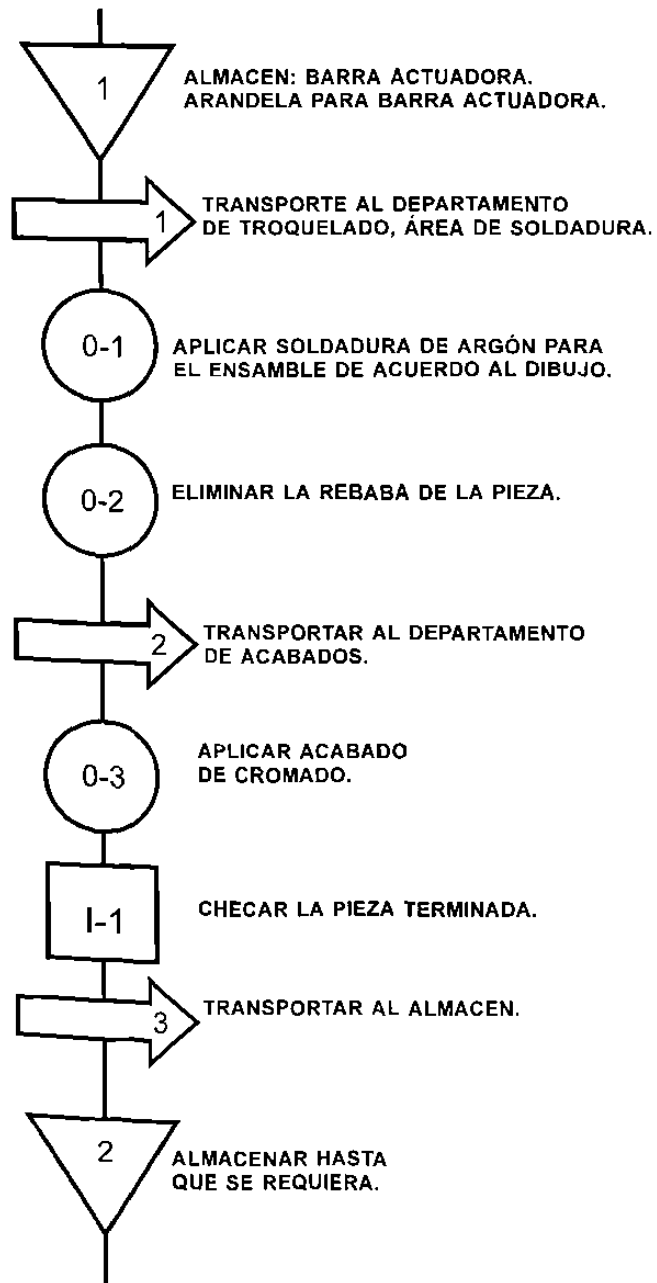 1
ALMACEN: BARRA ACTUADORA.
ARANDELA PARA BARRA ACTUADORA.
1
TRANSPORTE AL DEPARTAMENTO
DE TROQUELADO, ÁREA DE SOLDADURA.
0-1
APLICAR SOLDADURA DE ARGÓN PARA
EL ENSAMBLE DE ACUERDO AL DIBUJO.
0-2
ELIMINAR LA REBABA DE LA PIEZA.
2
TRANSPORTAR AL DEPARTAMENTO
DE ACABADOS.
0-3
APLICAR ACABADO
DE CROMADO.
I-1
CHECAR LA PIEZA TERMINADA.
3
TRANSPORTAR AL ALMACEN.
2
ALMACENAR HASTA
QUE SE REQUIERA.